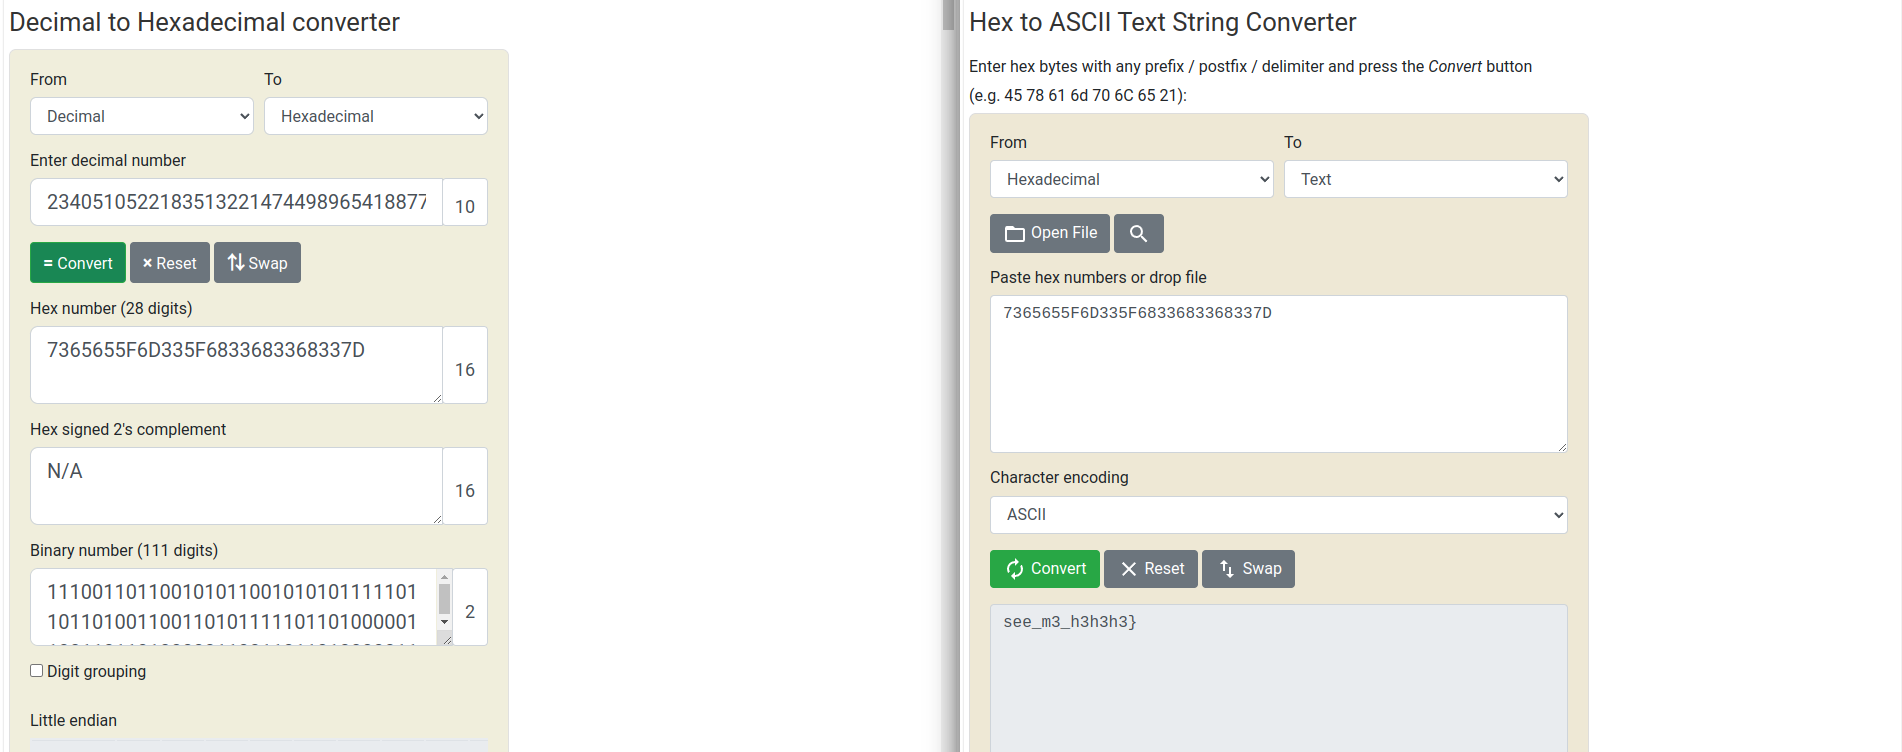 Decimal to Hexadecimal converter
From
To
Decimal
Hexadecimal
Enter decimal number
2340510522183513221474498965418877
10
= Convert
× Reset
Swap
Hex number (28 digits)
7365655F6D335F6833683368337D
16
Hex signed 2's complement
N/A
16
Binary number (111 digits)
111001101100101011001010101111101
101101001100110101111101101000001
2
Digit grouping
Little endian
Hex to ASCII Text String Converter
Enter hex bytes with any prefix / postfix / delimiter and press the Convert button
(e.g. 45 78 61 6d 70 6C 65 21):
From
To
Hexadecimal
Text
Open File
Paste hex numbers or drop file
7365655F6D335F6833683368337D
Character encoding
ASCII
Convert
Reset
Swap
see_m3_h3h3h3}